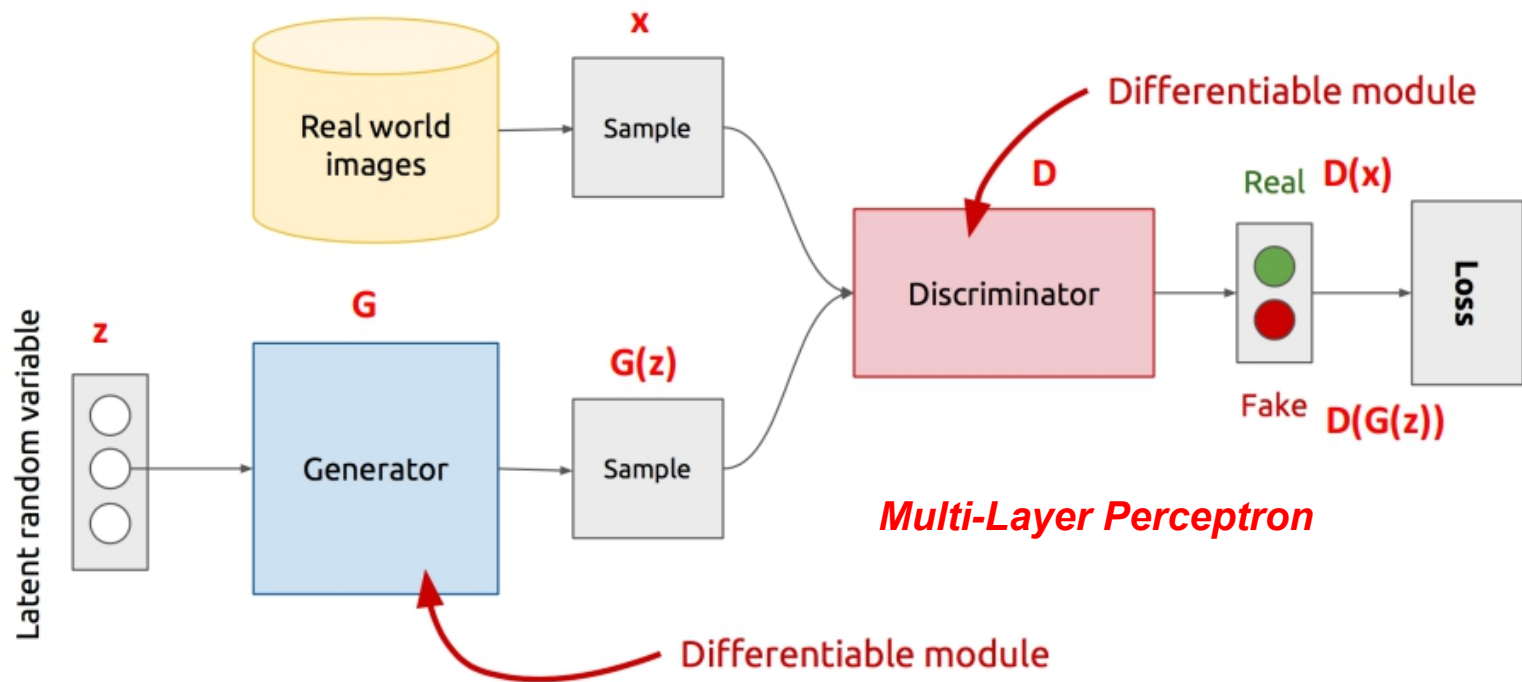 x
Differentiable module
Real world
images
Sample
D
Real
D(x)
G
Discriminator
Loss
Latent random variable
z
G(z)
Generator
Sample
Fake
D(G(z))
Multi-Layer Perceptron
Differentiable module